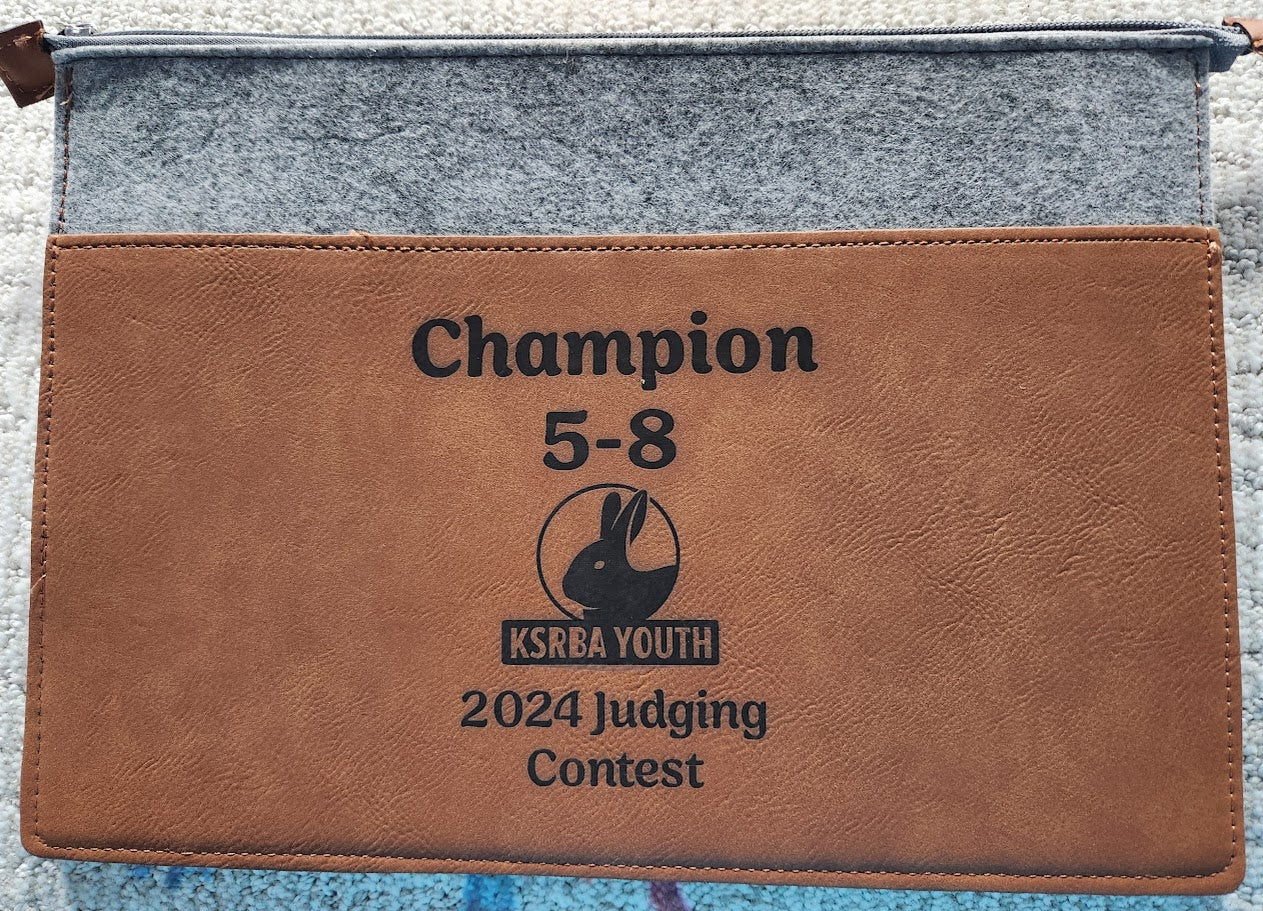 Champion
5-8
KSRBA YOUTH
2024 Judging
Contest